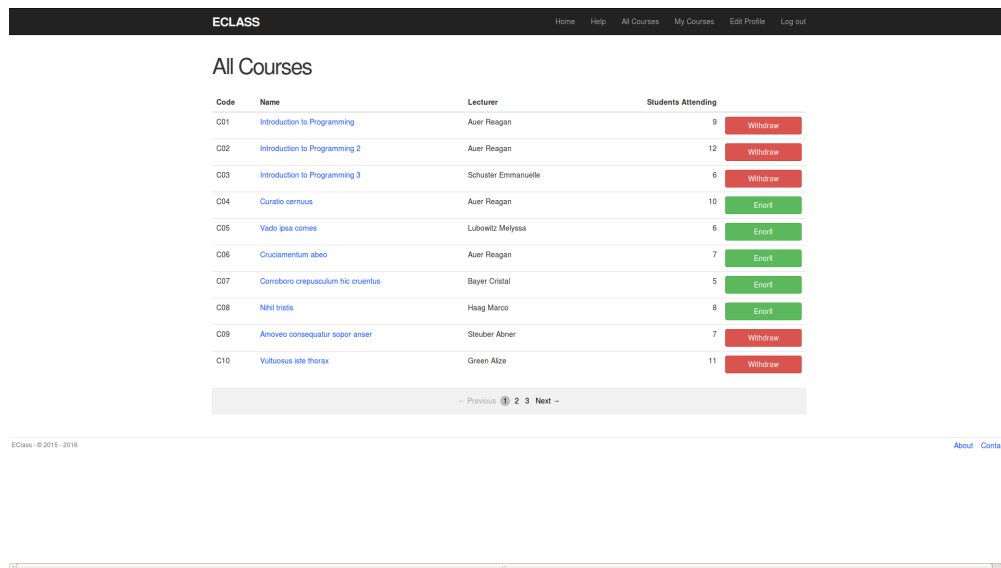 ECLASS Home Help All Courses My Courses Edit Profile Log out
All Courses
Code Name Lecturer Students Attending
C01 Introduction to Programming Auer Reagan 9 Withdraw
C02 Introduction to Programming 2 Auer Reagan 12 Withdraw
C03 Introduction to Programming 3 Schuster Emmanuelle 6 Withdraw
C04 Curatio cernuus Auer Reagan 10 Enorll
C05 Vado ipsa comes Lubowitz Melyssa 6 Enorll
C06 Cruciamentum abeo Auer Reagan 7 Enorll
C07 Corroboro crepusculum hic cruentus Bayer Cristal 5 Enorll
C08 Nihil tristis Haag Marco 8 Enorll
C09 Amoveo consequatur sopor anser Steuber Abner 7 Withdraw
C10 Vultuosus iste thorax Green Alize 11 Withdraw
← Previous 1 2 3 Next →
EClass - © 2015 - 2016 About Conta